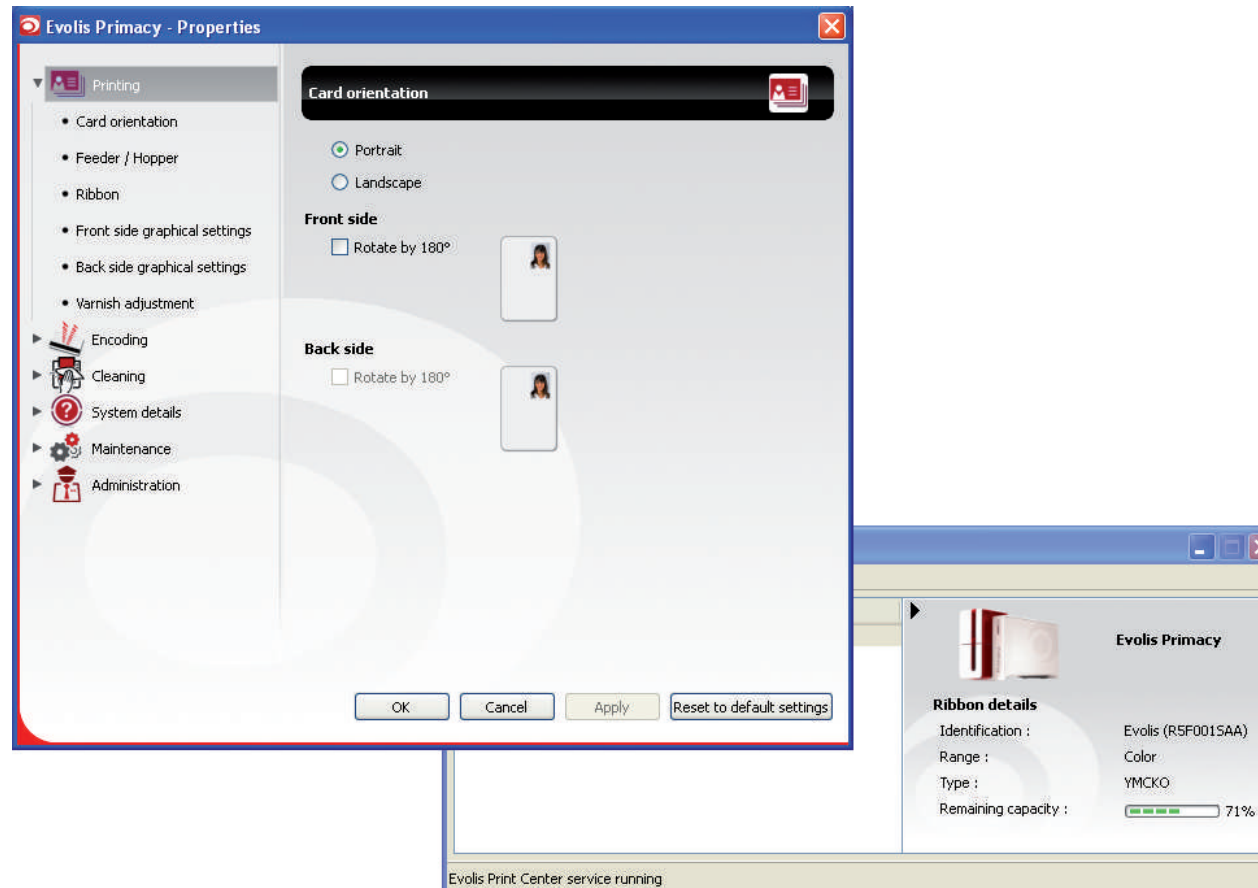 Evolis Primacy - Properties
Printing
Card orientation
Feeder / Hopper
Ribbon
Front side graphical settings
Back side graphical settings
Varnish adjustment
Encoding
Cleaning
System details
Maintenance
Administration
Card orientation
Portrait
Landscape
Front side
Rotate by 180°
Back side
Rotate by 180°
OK
Cancel
Apply
Reset to default settings
Evolis Primacy
Ribbon details
Identification : Evolis (R5F001SAA)
Range : Color
Type : YMCKO
Remaining capacity : 71%
Evolis Print Center service running